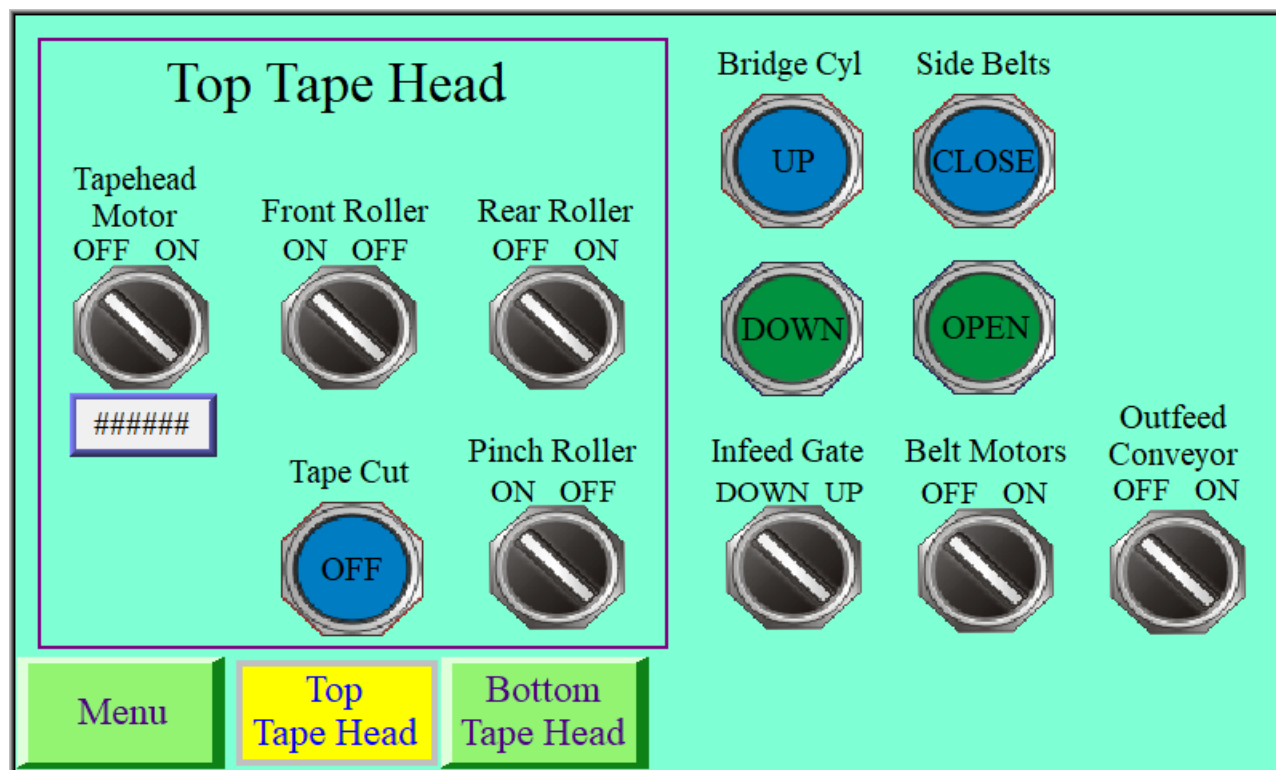 Top Tape Head
Tapehead
Motor
OFF ON
######
Front Roller
ON OFF
Rear Roller
OFF ON
Tape Cut
OFF
Pinch Roller
ON OFF
Bridge Cyl
UP
DOWN
Side Belts
CLOSE
OPEN
Infeed Gate
DOWN UP
Belt Motors
OFF ON
Outfeed
Conveyor
OFF ON
Menu
Top
Tape Head
Bottom
Tape Head